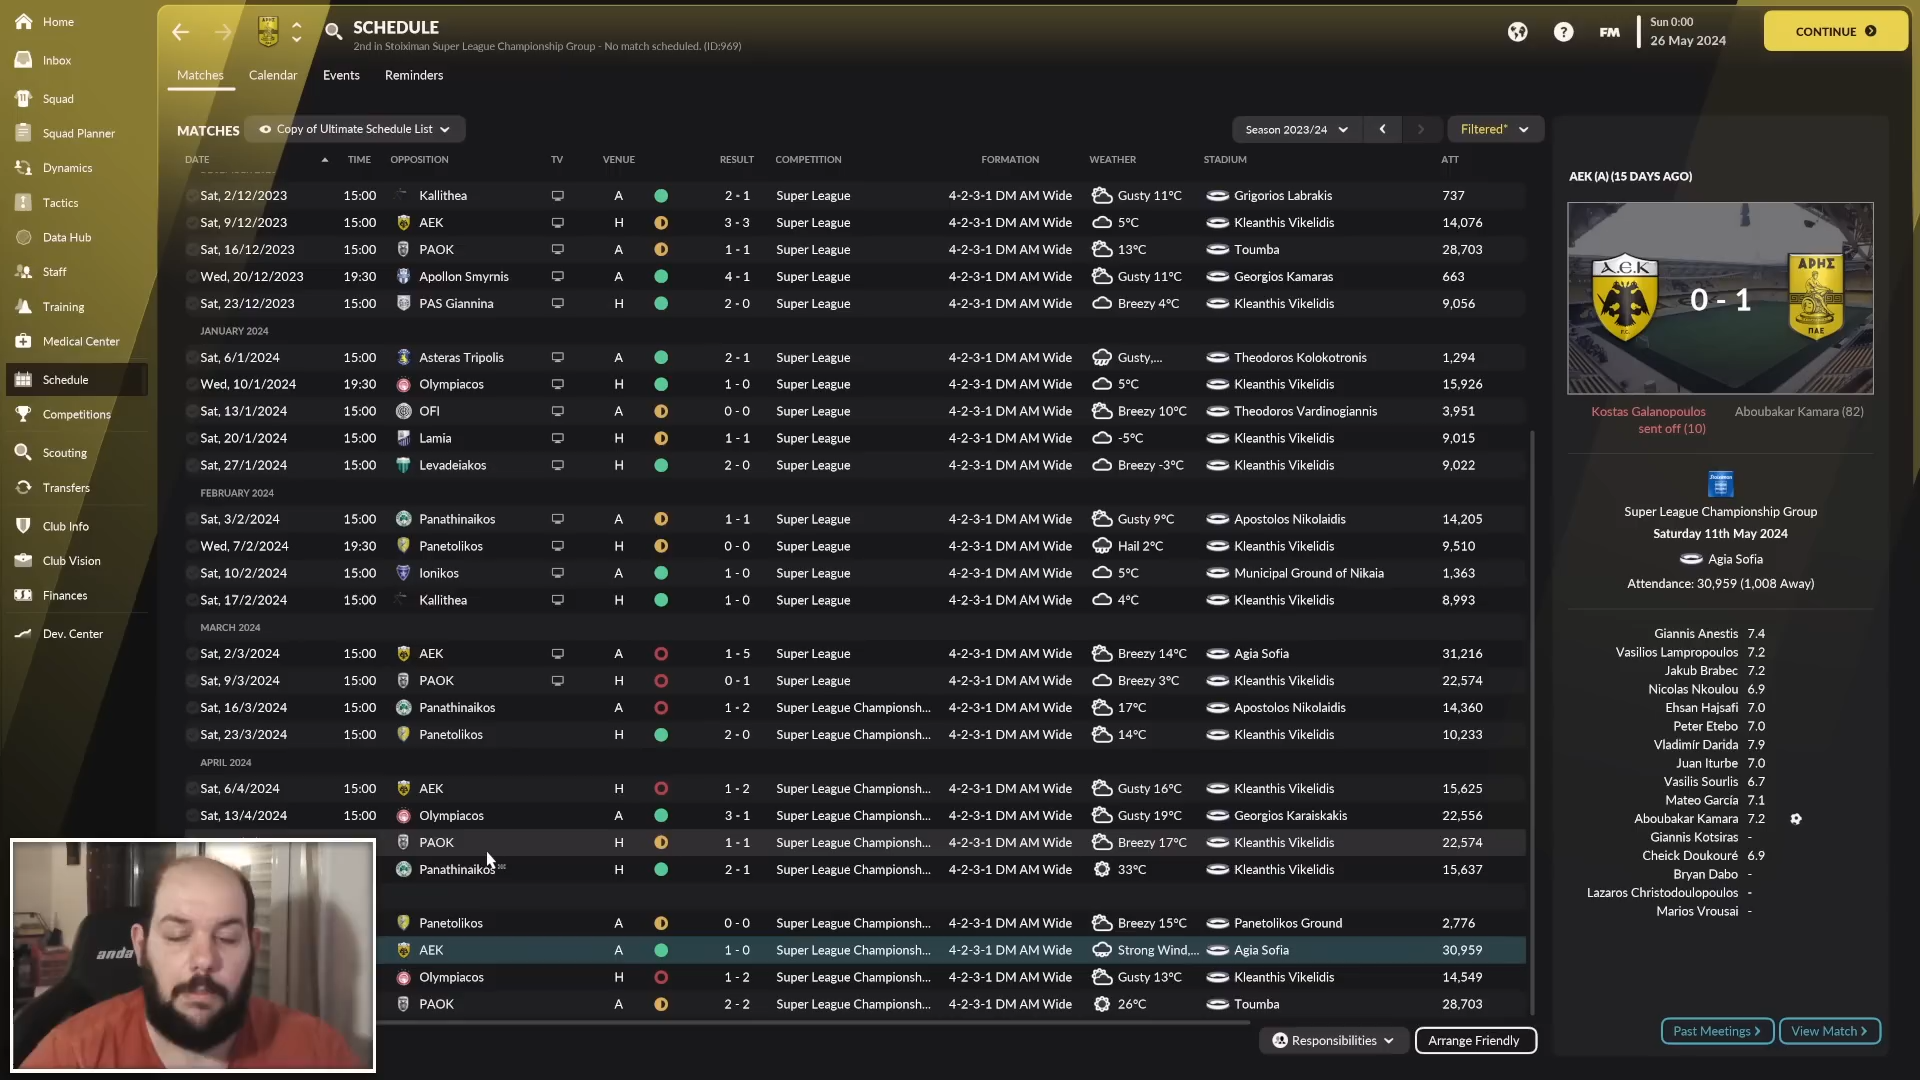 Home
Inbox
Squad
Squad Planner
Dynamics
Tactics
Data Hub
Staff
Training
Medical Center
Schedule
Competitions
Scouting
Transfers
Club Info
Club Vision
Finances
Dev. Center
SCHEDULE
2nd in Stoiximan Super League Championship Group - No match scheduled. (ID:969)
FM
Sun 0:00
26 May 2024
CONTINUE
Matches Calendar Events Reminders
MATCHES Copy of Ultimate Schedule List
Season 2023/24
Filtered*
DATE TIME OPPOSITION TV VENUE RESULT COMPETITION FORMATION WEATHER STADIUM ATT
Sat, 2/12/2023 15:00 Kallithea A 2 - 1 Super League 4-2-3-1 DM AM Wide Gusty 11ºC Grigorios Labrakis 737
Sat, 9/12/2023 15:00 AEK H 3 - 3 Super League 4-2-3-1 DM AM Wide 5ºC Kleanthis Vikelidis 14,076
Sat, 16/12/2023 15:00 PAOK A 1 - 1 Super League 4-2-3-1 DM AM Wide 13ºC Toumba 28,703
Wed, 20/12/2023 19:30 Apollon Smyrnis A 4 - 1 Super League 4-2-3-1 DM AM Wide Gusty 11ºC Georgios Kamaras 663
Sat, 23/12/2023 15:00 PAS Giannina H 2 - 0 Super League 4-2-3-1 DM AM Wide Breezy 4ºC Kleanthis Vikelidis 9,056
JANUARY 2024
Sat, 6/1/2024 15:00 Asteras Tripolis A 2 - 1 Super League 4-2-3-1 DM AM Wide Gusty,... Theodoros Kolokotronis 1,294
Wed, 10/1/2024 19:30 Olympiacos H 1 - 0 Super League 4-2-3-1 DM AM Wide 5ºC Kleanthis Vikelidis 15,926
Sat, 13/1/2024 15:00 OFI A 0 - 0 Super League 4-2-3-1 DM AM Wide Breezy 10ºC Theodoros Vardinogiannis 3,951
Sat, 20/1/2024 15:00 Lamia H 1 - 1 Super League 4-2-3-1 DM AM Wide -5ºC Kleanthis Vikelidis 9,015
Sat, 27/1/2024 15:00 Levadeiakos H 2 - 0 Super League 4-2-3-1 DM AM Wide Breezy -3ºC Kleanthis Vikelidis 9,022
FEBRUARY 2024
Sat, 3/2/2024 15:00 Panathinaikos A 1 - 1 Super League 4-2-3-1 DM AM Wide Gusty 9ºC Apostolos Nikolaidis 14,205
Wed, 7/2/2024 19:30 Panetolikos H 0 - 0 Super League 4-2-3-1 DM AM Wide Hail 2ºC Kleanthis Vikelidis 9,510
Sat, 10/2/2024 15:00 Ionikos A 1 - 0 Super League 4-2-3-1 DM AM Wide 5ºC Municipal Ground of Nikaia 1,363
Sat, 17/2/2024 15:00 Kallithea H 1 - 0 Super League 4-2-3-1 DM AM Wide 4ºC Kleanthis Vikelidis 8,993
MARCH 2024
Sat, 2/3/2024 15:00 AEK A 1 - 5 Super League 4-2-3-1 DM AM Wide Breezy 14ºC Agia Sofia 31,216
Sat, 9/3/2024 15:00 PAOK H 0 - 1 Super League 4-2-3-1 DM AM Wide Breezy 3ºC Kleanthis Vikelidis 22,574
Sat, 16/3/2024 15:00 Panathinaikos A 1 - 2 Super League Championsh... 4-2-3-1 DM AM Wide 17ºC Apostolos Nikolaidis 14,360
Sat, 23/3/2024 15:00 Panetolikos H 2 - 0 Super League Championsh... 4-2-3-1 DM AM Wide 14ºC Kleanthis Vikelidis 10,233
APRIL 2024
Sat, 6/4/2024 15:00 AEK H 1 - 2 Super League Championsh... 4-2-3-1 DM AM Wide Gusty 16ºC Kleanthis Vikelidis 15,625
Sat, 13/4/2024 15:00 Olympiacos A 3 - 1 Super League Championsh... 4-2-3-1 DM AM Wide Gusty 19ºC Georgios Karaiskakis 22,556
PAOK H 1 - 1 Super League Championsh... 4-2-3-1 DM AM Wide Breezy 17ºC Kleanthis Vikelidis 22,574
Panathinaikos H 2 - 1 Super League Championsh... 4-2-3-1 DM AM Wide 33ºC Kleanthis Vikelidis 15,637
Panetolikos A 0 - 0 Super League Championsh... 4-2-3-1 DM AM Wide Breezy 15ºC Panetolikos Ground 2,776
AEK A 1 - 0 Super League Championsh... 4-2-3-1 DM AM Wide Strong Wind,... Agia Sofia 30,959
Olympiacos H 1 - 2 Super League Championsh... 4-2-3-1 DM AM Wide Gusty 13ºC Kleanthis Vikelidis 14,549
PAOK A 2 - 2 Super League Championsh... 4-2-3-1 DM AM Wide 26ºC Toumba 28,703
Responsibilities
Arrange Friendly
anda
AEK (A) (15 DAYS AGO)
Α.Ε.Κ
ΑΡΗΣ
ΠΑΕ
0 - 1
Kostas Galanopoulos sent off (10)
Aboubakar Kamara (82)
Super League Championship Group
Saturday 11th May 2024
Agia Sofia
Attendance: 30,959 (1,008 Away)
Giannis Anestis 7.4
Vasilios Lampropoulos 7.2
Jakub Brabec 7.2
Nicolas Nkoulou 6.9
Ehsan Hajsafi 7.0
Peter Etebo 7.0
Vladimír Darida 7.9
Juan Iturbe 7.0
Vasilis Sourlis 6.7
Mateo García 7.1
Aboubakar Kamara 7.2
Giannis Kotsiras -
Cheick Doukouré 6.9
Bryan Dabo -
Lazaros Christodoulopoulos -
Marios Vrousai -
Past Meetings
View Match